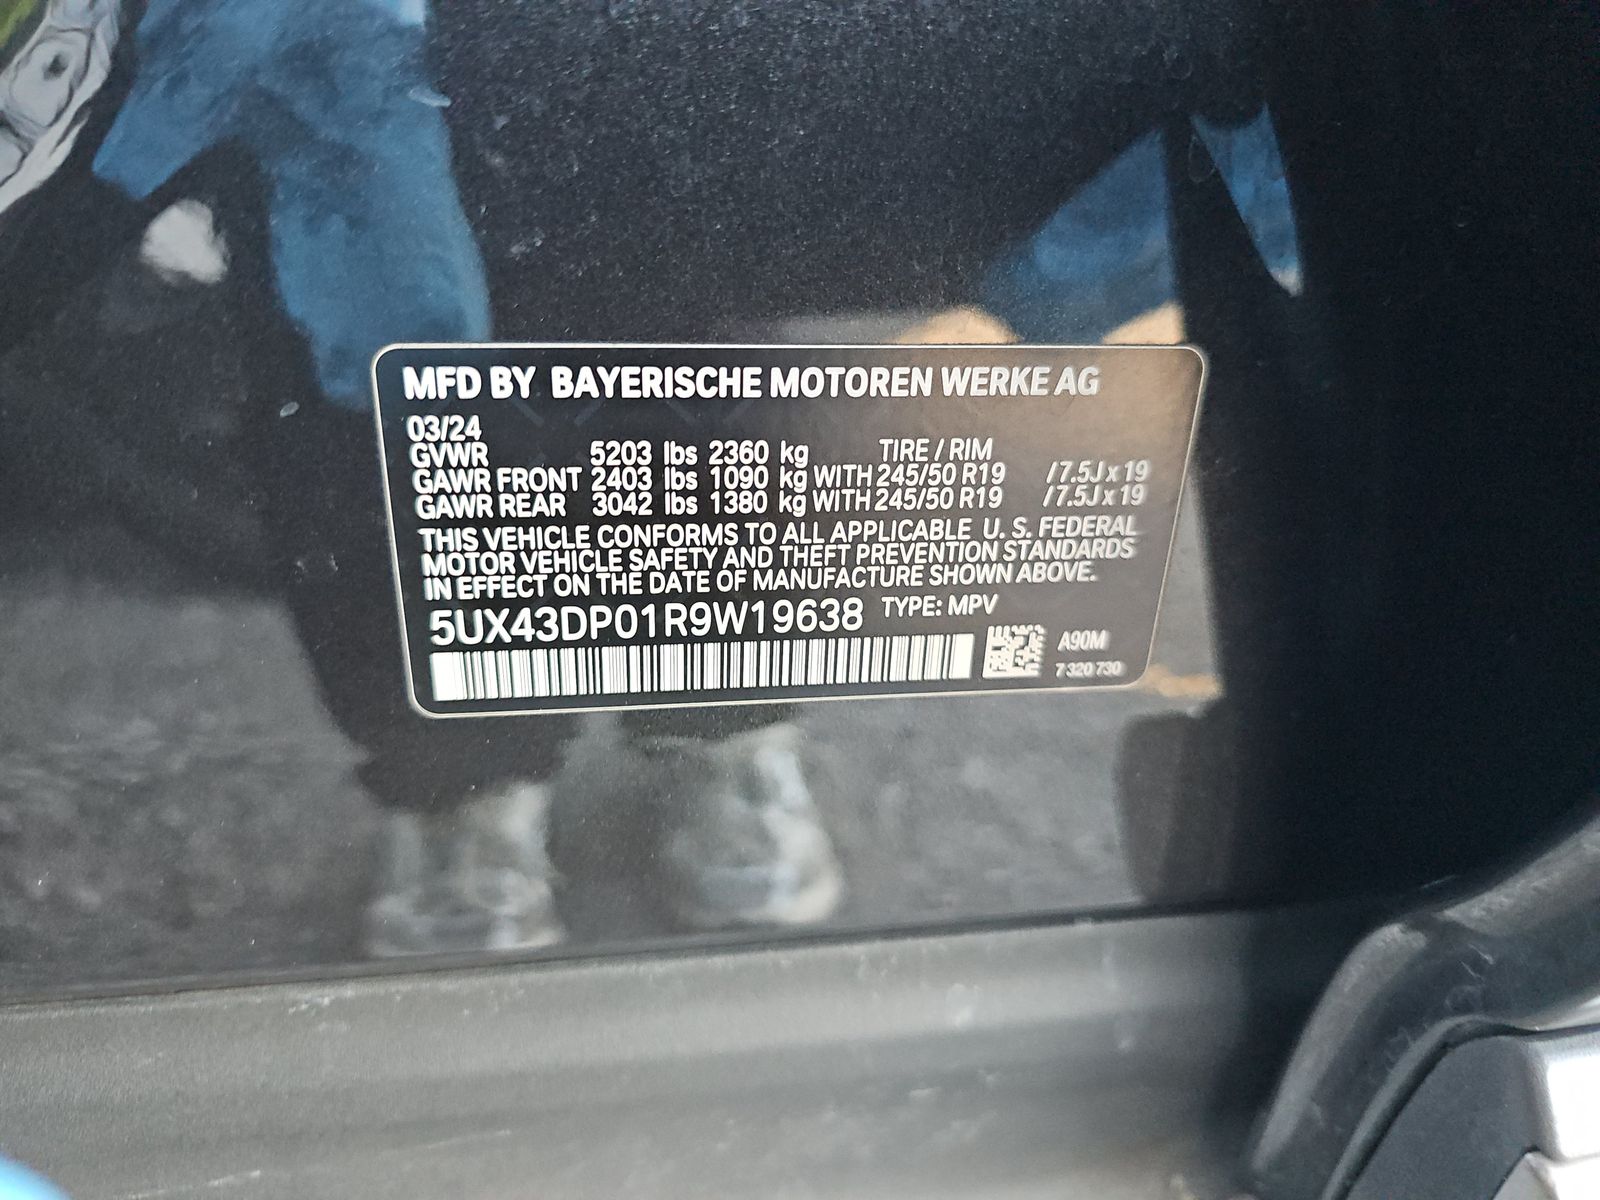 MFD BY BAYERISCHE MOTOREN WERKE AG
03/24
GVWR 5203 lbs 2360 kg TIRE / RIM
GAWR FRONT 2403 lbs 1090 kg WITH 245/50 R19 /7.5J x 19
GAWR REAR 3042 lbs 1380 kg WITH 245/50 R19 /7.5J x 19
THIS VEHICLE CONFORMS TO ALL APPLICABLE U. S. FEDERAL
MOTOR VEHICLE SAFETY AND THEFT PREVENTION STANDARDS
IN EFFECT ON THE DATE OF MANUFACTURE SHOWN ABOVE.
5UX43DP01R9W19638 TYPE: MPV
A90M
7 320 730